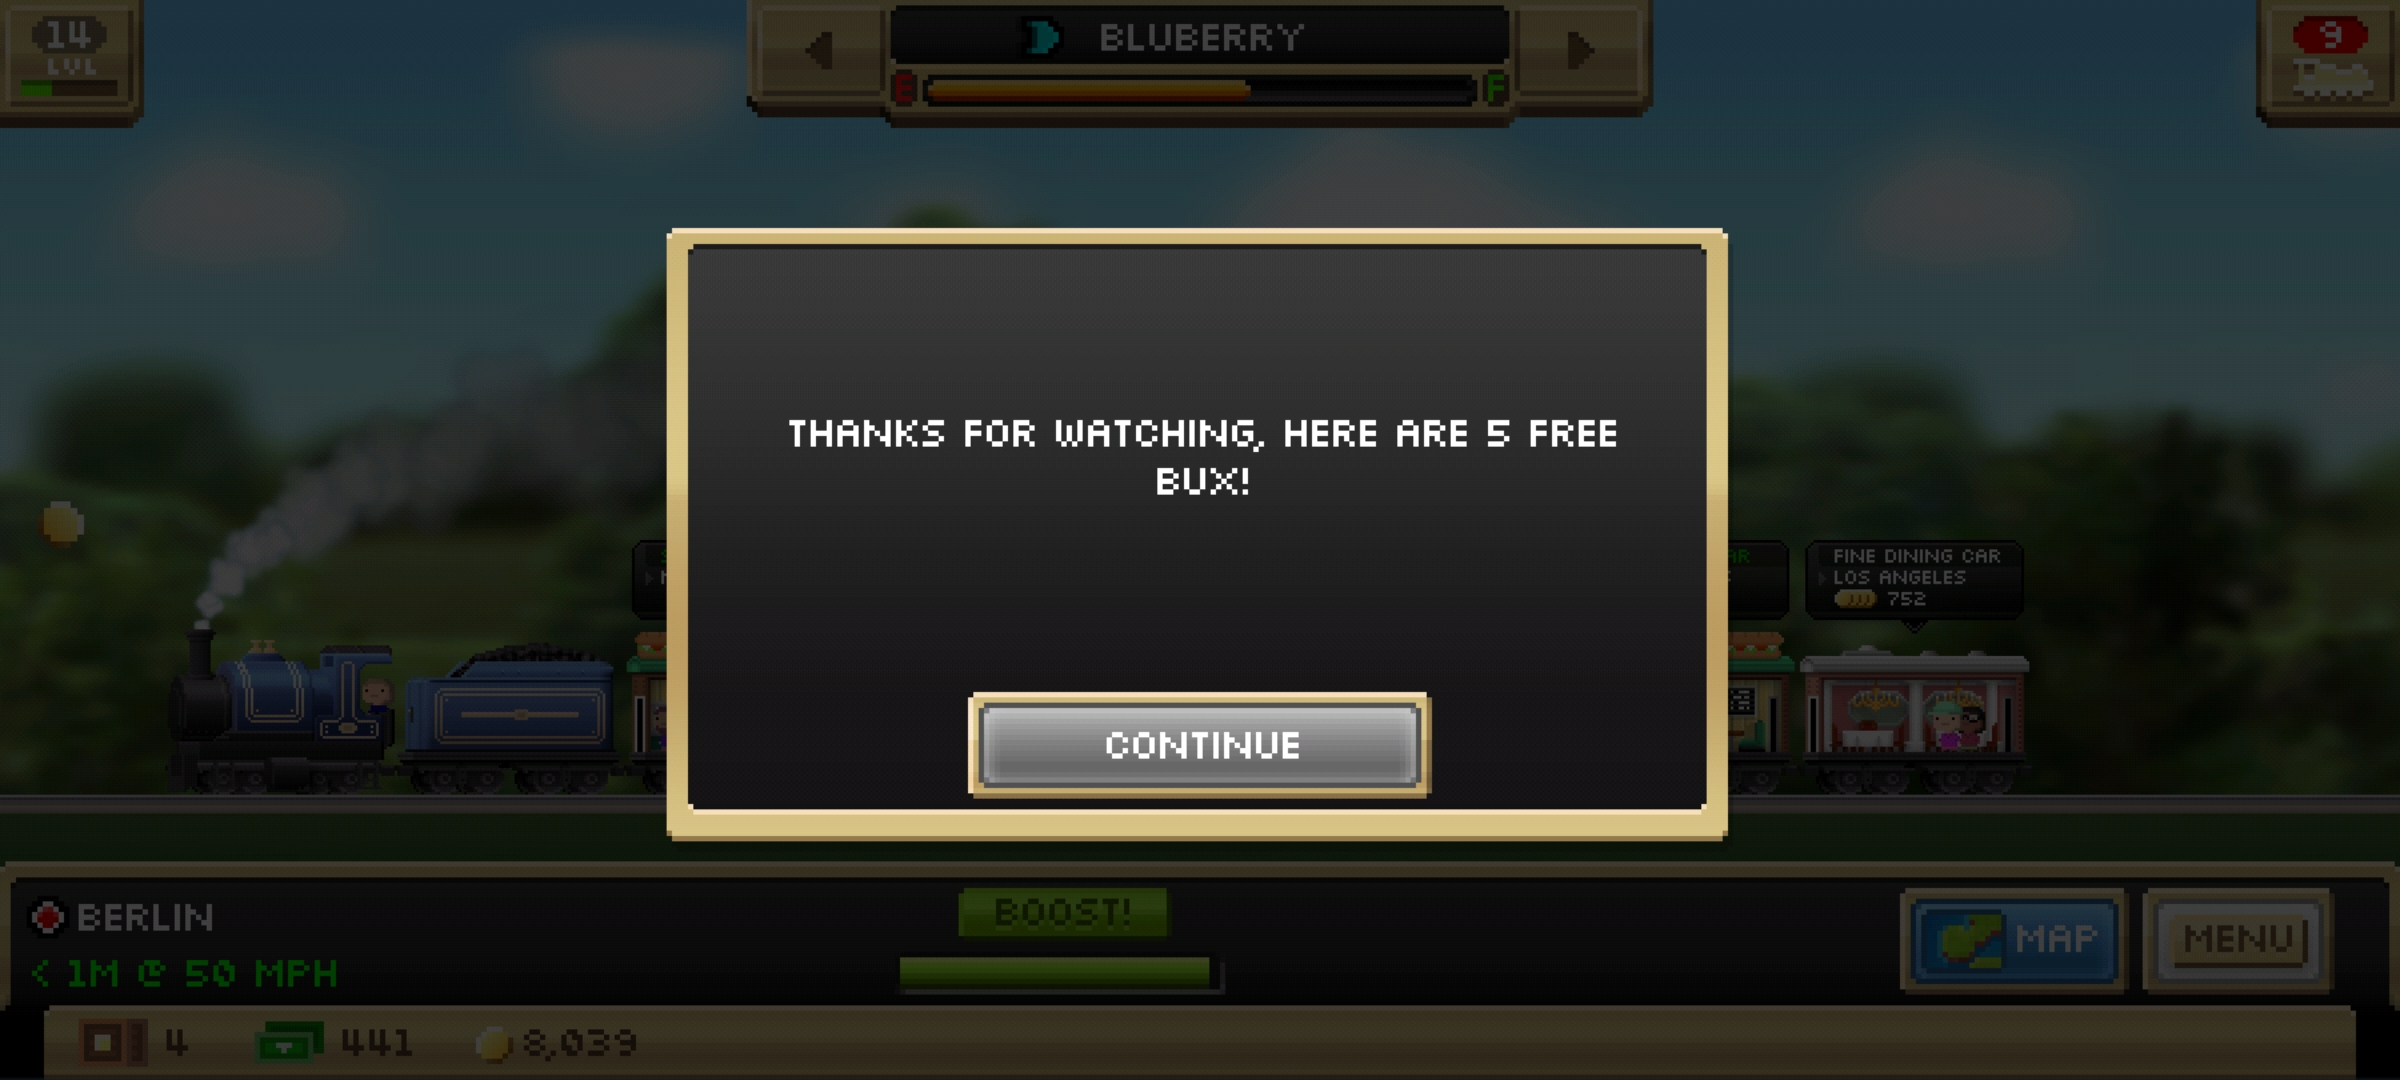 14
LVL
BLUBERRY
E F
9
THANKS FOR WATCHING, HERE ARE 5 FREE
BUX!
CONTINUE
FINE DINING CAR
LOS ANGELES
752
BERLIN
< 1M @ 50 MPH
BOOST!
MAP
MENU
4 441 8,039